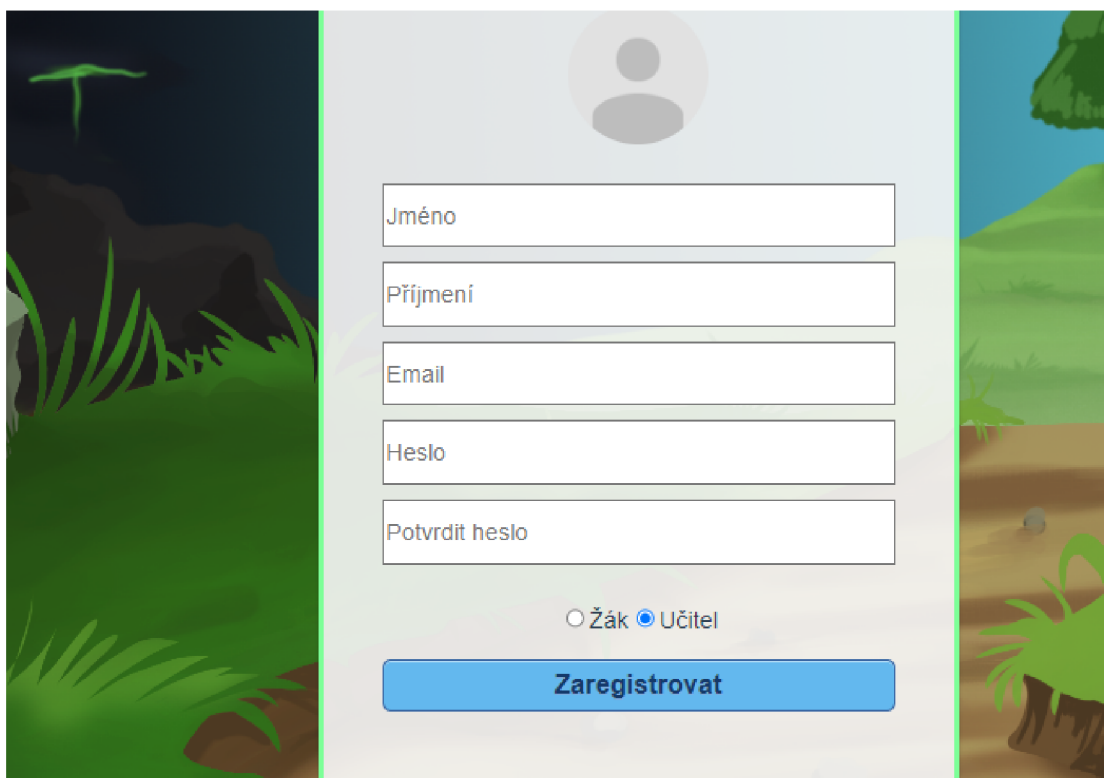 Jméno
Příjmení
Email
Heslo
Potvrdit heslo
Žák Učitel
Zaregistrovat